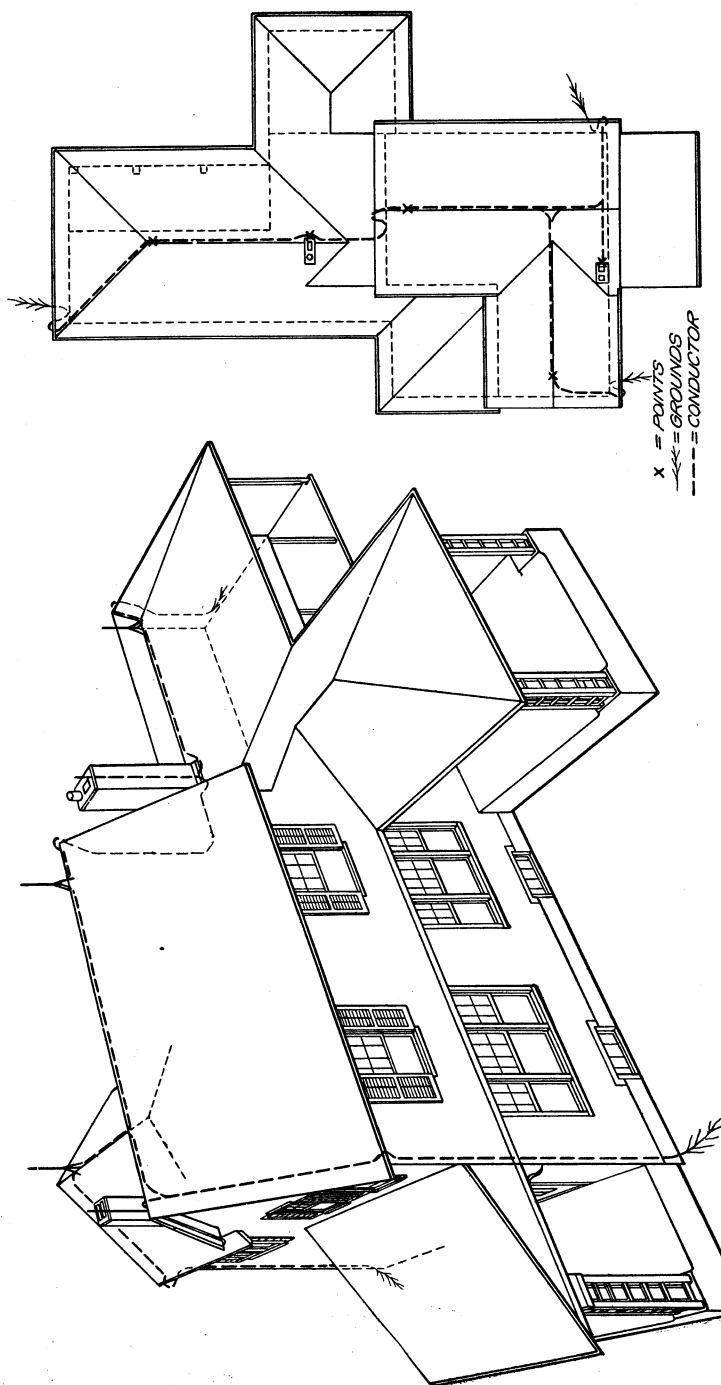 x = POINTS
= GROUNDS
= CONDUCTOR